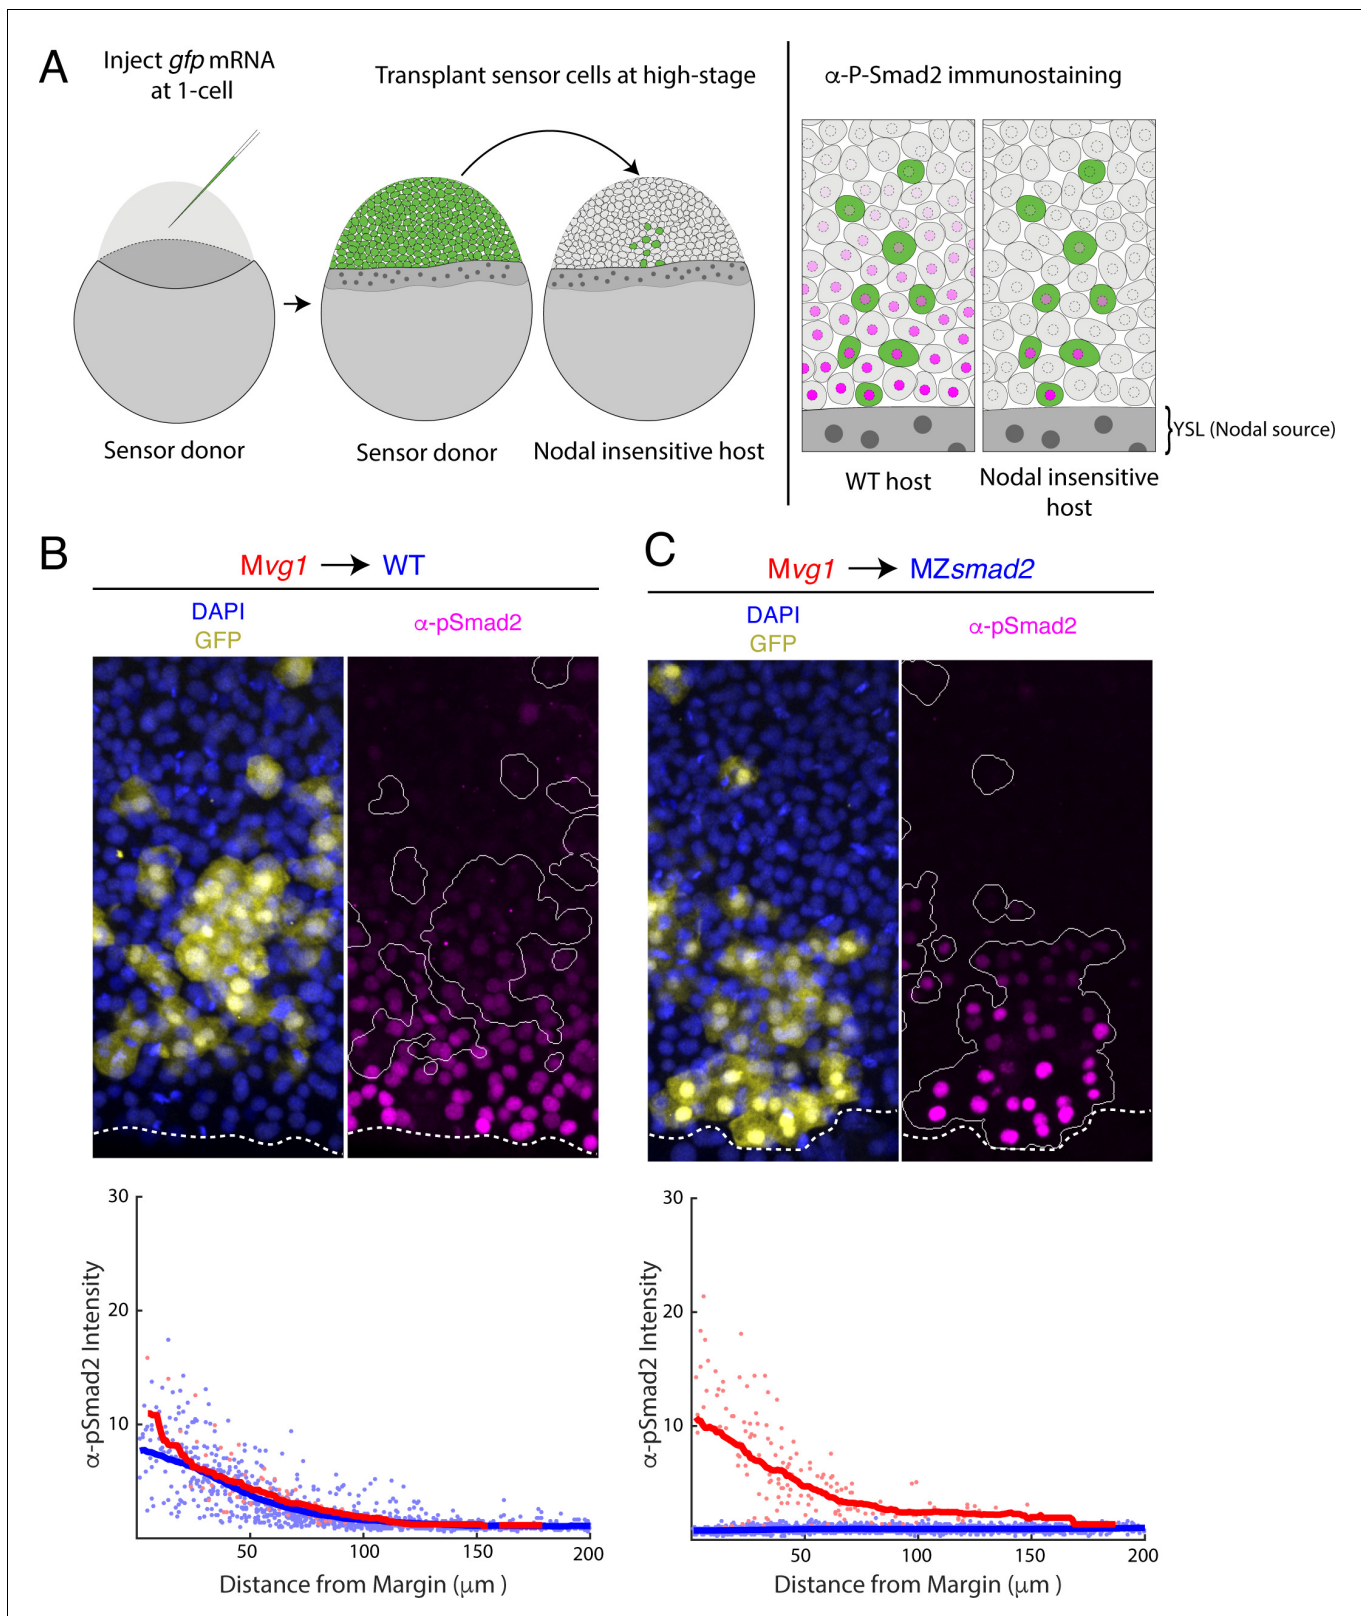 A
Inject gfp mRNA
at 1-cell
Transplant sensor cells at high-stage
α-P-Smad2 immunostaining
Sensor donor
Sensor donor
Nodal insensitive host
WT host
Nodal insensitive
host
YSL (Nodal source)
B
Mvg1 → WT
DAPI
GFP
α-pSmad2
C
Mvg1 → MZsmad2
DAPI
GFP
α-pSmad2
30
20
10
α-pSmad2 Intensity
50
100
150
200
Distance from Margin (μm )
30
20
10
α-pSmad2 Intensity
50
100
150
200
Distance from Margin (μm )